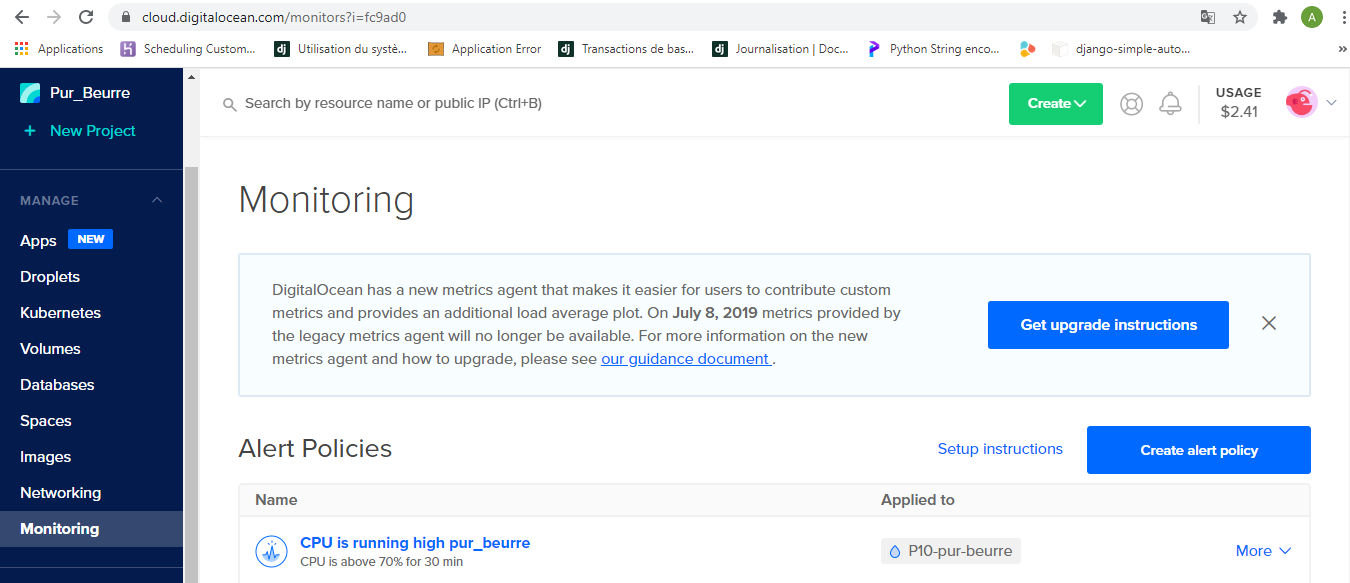 cloud.digitalocean.com/monitors?i=fc9ad0
A
Applications
Scheduling Custom...
dj
Utilisation du systè...
Application Error
dj
Transactions de bas...
dj
Journalisation | Doc...
Python String enco...
django-simple-auto...
»
Pur_Beurre
+ New Project
MANAGE
Apps NEW
Droplets
Kubernetes
Volumes
Databases
Spaces
Images
Networking
Monitoring
Search by resource name or public IP (Ctrl+B)
Create
USAGE
$2.41
Monitoring
DigitalOcean has a new metrics agent that makes it easier for users to contribute custom
metrics and provides an additional load average plot. On July 8, 2019 metrics provided by
the legacy metrics agent will no longer be available. For more information on the new
metrics agent and how to upgrade, please see our guidance document .
Get upgrade instructions
Alert Policies
Setup instructions
Create alert policy
Name
Applied to
CPU is running high pur_beurre
CPU is above 70% for 30 min
P10-pur-beurre
More